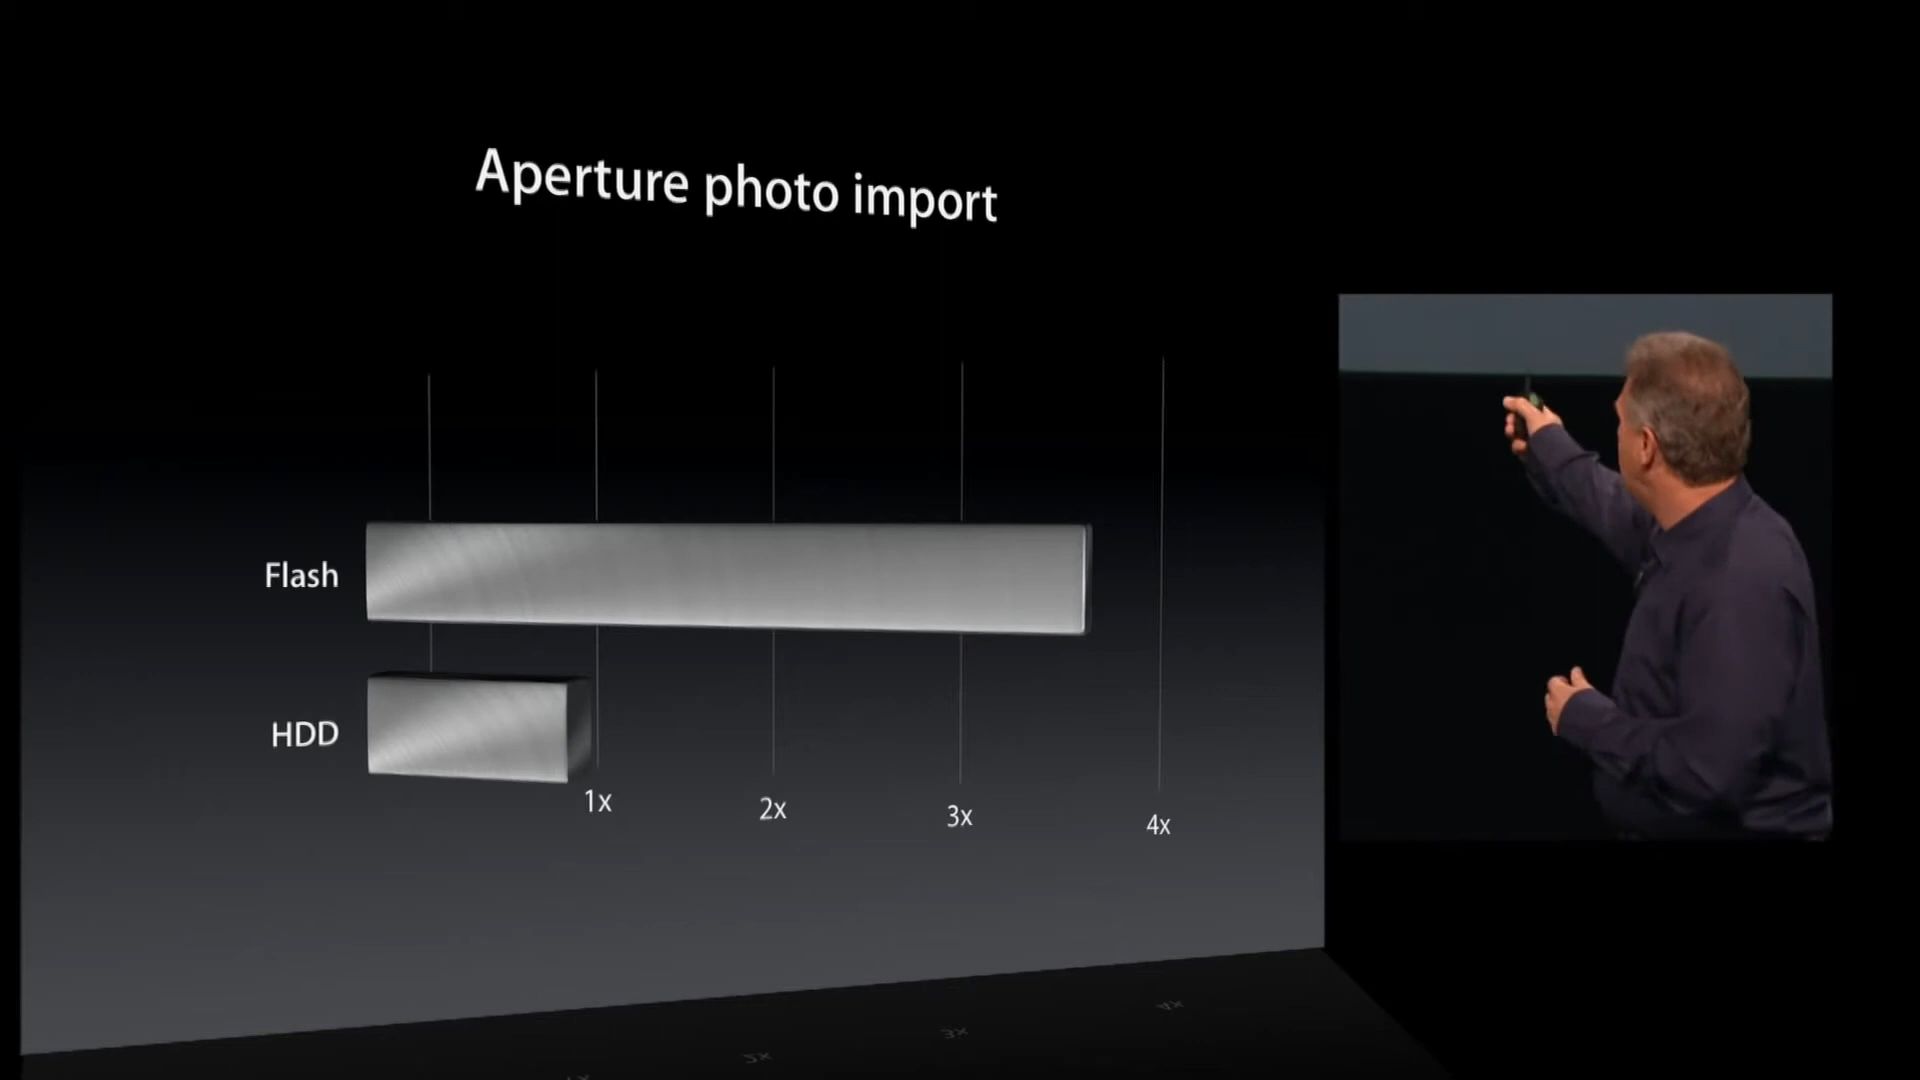 Aperture photo import
Flash
HDD
1x
2x
3x
4x